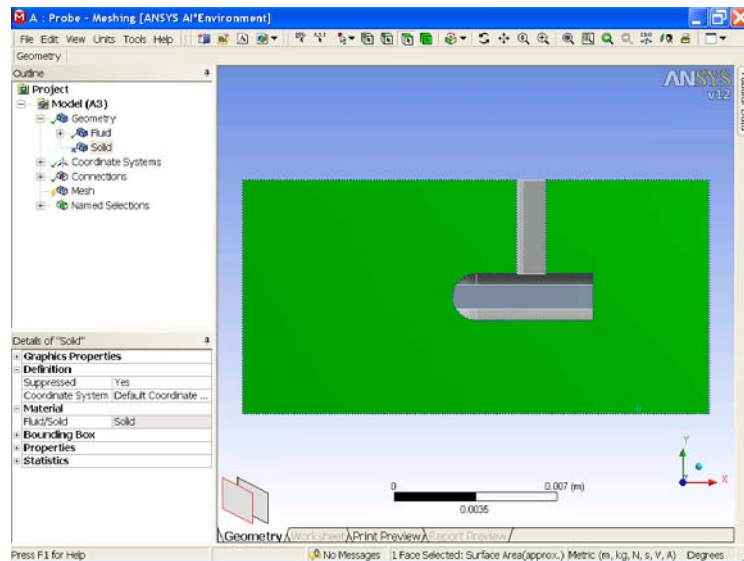 A : Probe - Meshing [ANSYS AI*Environment]
File Edit View Units Tools Help
Geometry
Outline
Project
Model (A3)
Geometry
Fluid
Solid
Coordinate Systems
Connections
Mesh
Named Selections
ANSYS
v12
Details of "Solid"
Graphics Properties
Definition
Suppressed Yes
Coordinate System Default Coordinate ...
Material
Fluid/Solid Solid
Bounding Box
Properties
Statistics
Y
X
0 0.007 (m)
0.0035
Geometry Worksheet Print Preview Report Preview
Press F1 for Help No Messages 1 Face Selected: Surface Area(approx.) Metric (m, kg, N, s, V, A) Degrees